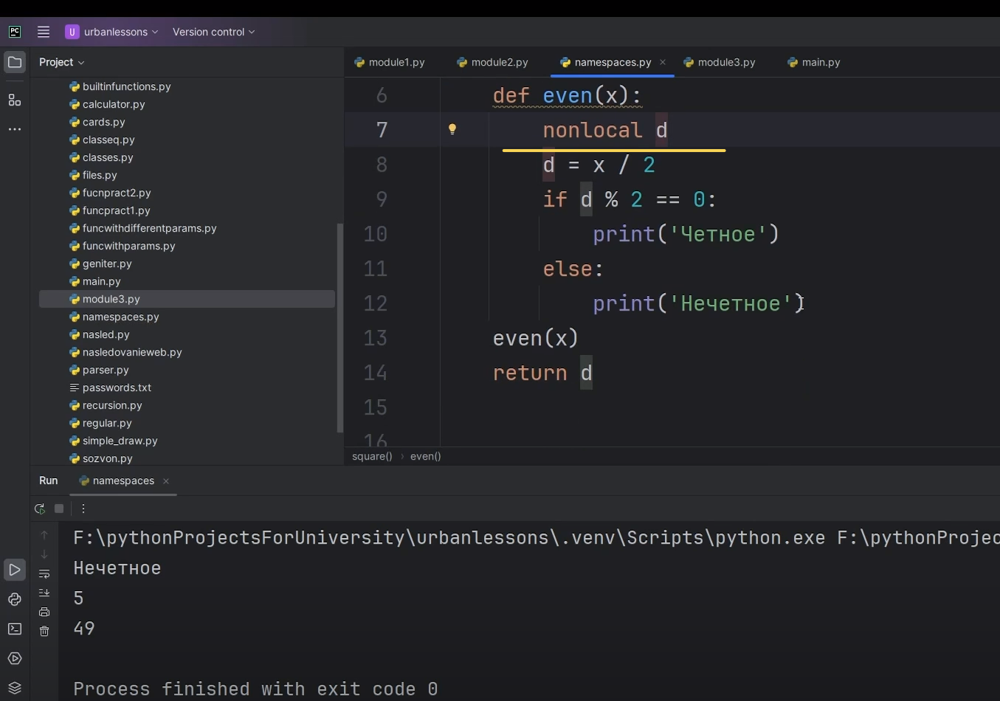 PC
U urbanlessons Version control
Project
module1.py module2.py namespaces.py × module3.py main.py
builtinfunctions.py
calculator.py
cards.py
classeq.py
classes.py
files.py
fucnpract2.py
funcpract1.py
funcwithdifferentparams.py
funcwithparams.py
geniter.py
main.py
module3.py
namespaces.py
nasled.py
nasledovanieweb.py
parser.py
passwords.txt
recursion.py
regular.py
simple_draw.py
sozvon.py
6 def even(x):
7 nonlocal d
8 d = x / 2
9 if d % 2 == 0:
10 print('Четное')
11 else:
12 print('Нечетное')
13 even(x)
14 return d
15
16
square() › even()
Run namespaces ×
F:\pythonProjectsForUniversity\urbanlessons\.venv\Scripts\python.exe F:\pythonProjec
Нечетное
5
49
Process finished with exit code 0